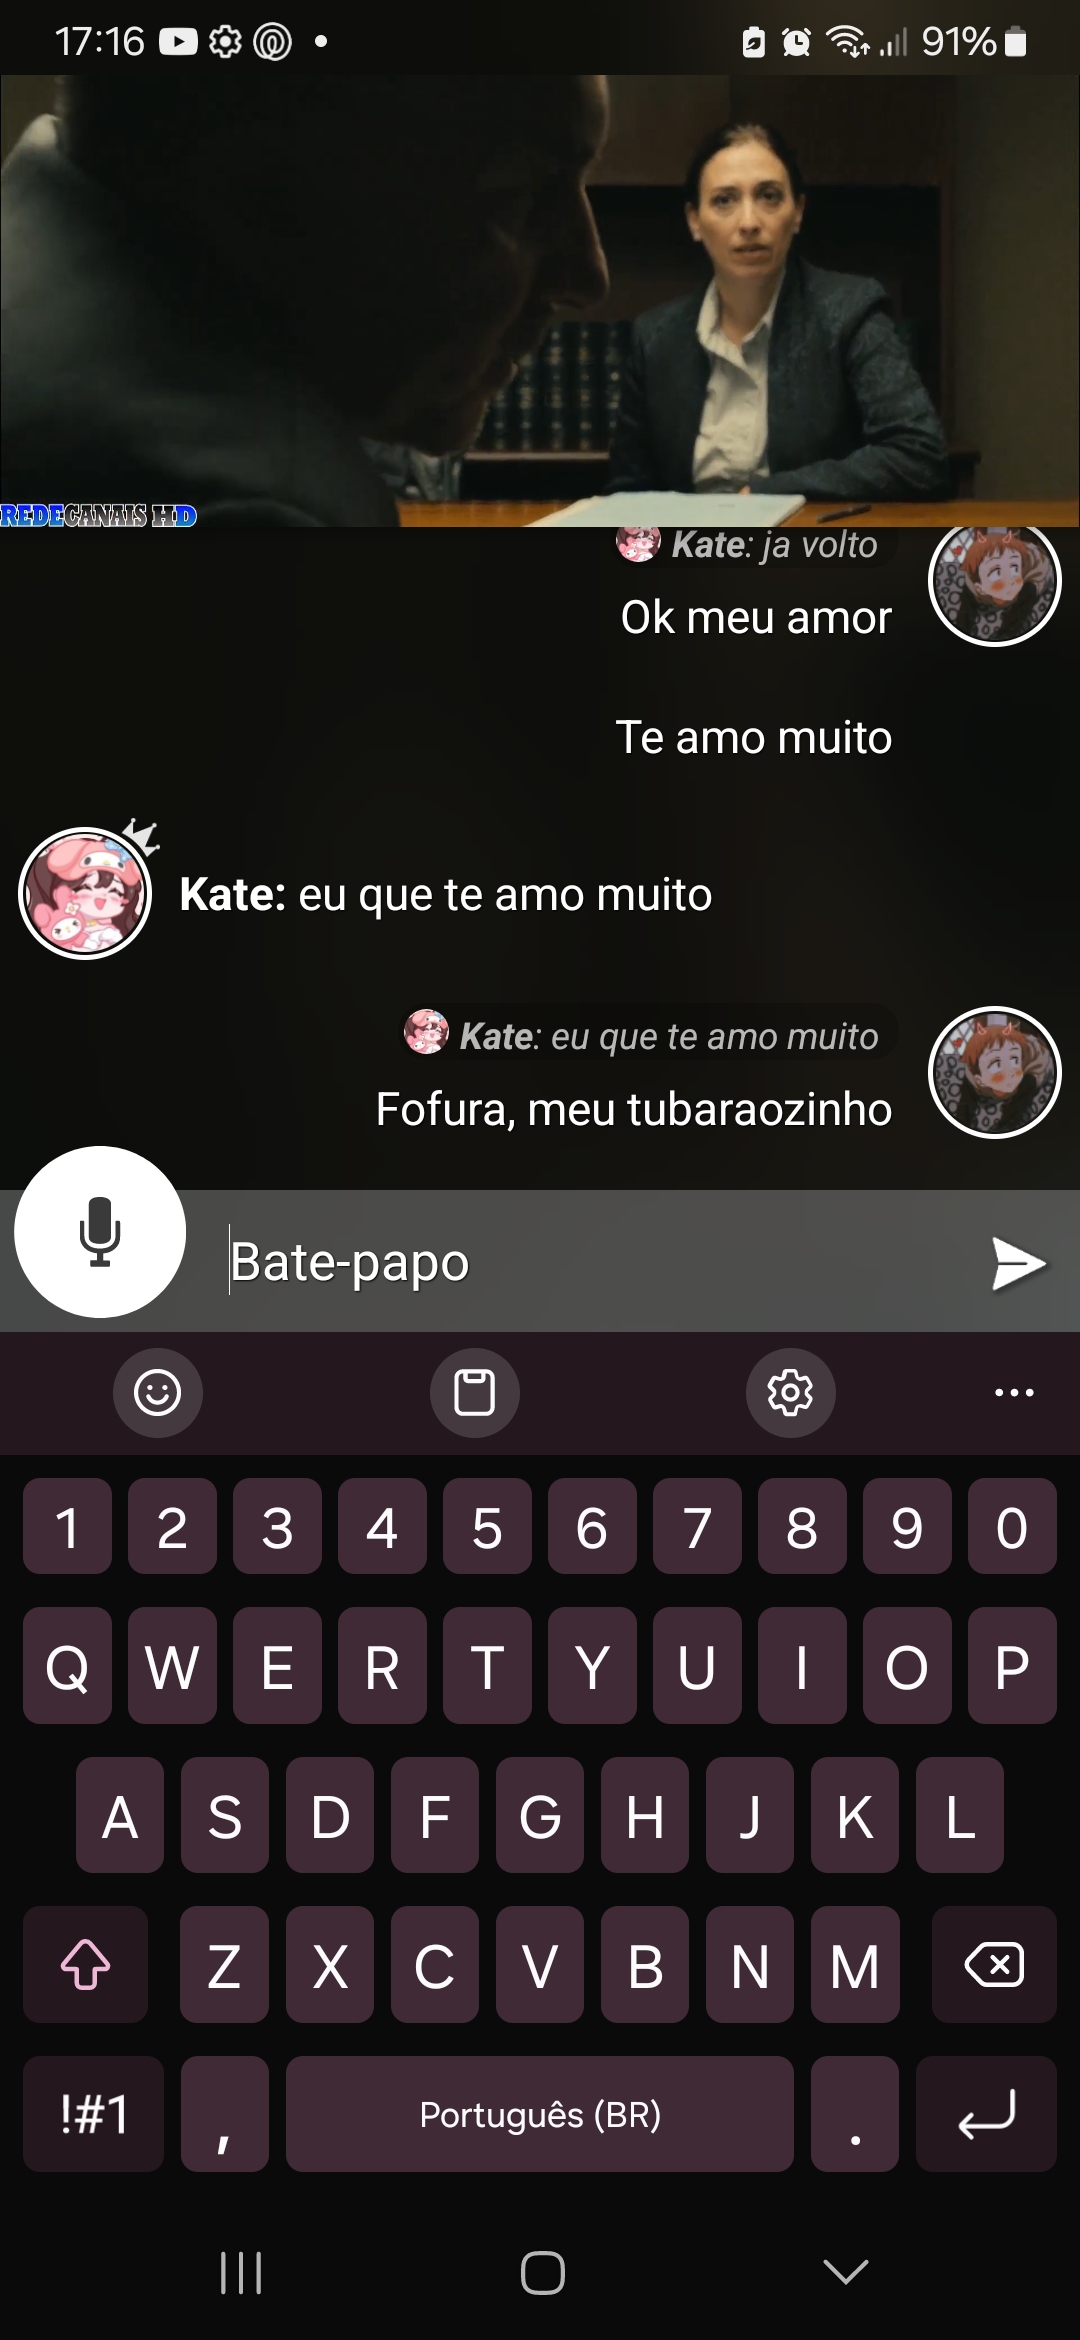 17:16
91%
REDECANAIS HD
Kate: ja volto
Ok meu amor
Te amo muito
Kate: eu que te amo muito
Kate: eu que te amo muito
Fofura, meu tubaraozinho
Bate-papo
1 2 3 4 5 6 7 8 9 0
Q W E R T Y U I O P
A S D F G H J K L
Z X C V B N M
!#1 , Português (BR) .